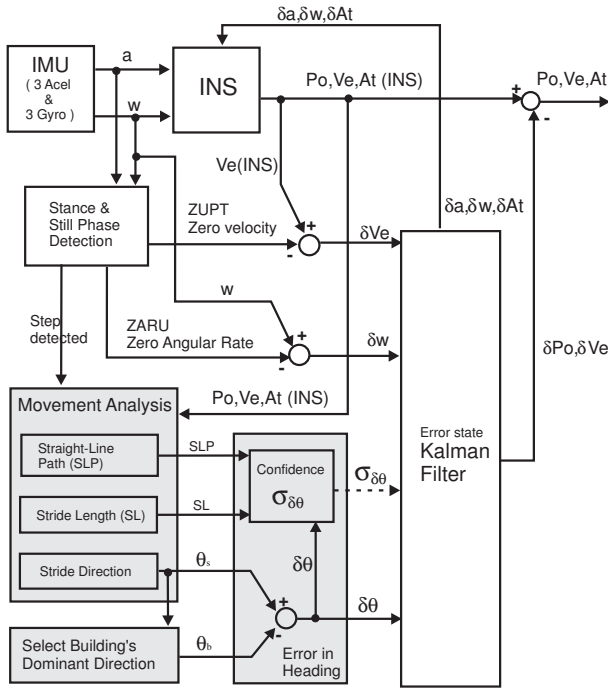 δa,δw,δAt
IMU
( 3 Acel
&
3 Gyro )
a
w
INS
Po,Ve,At (INS)
+
-
Po,Ve,At
Ve(INS)
δa,δw,δAt
Stance &
Still Phase
Detection
ZUPT
Zero velocity
+
-
δVe
w
Step
detected
ZARU
Zero Angular Rate
+
-
δw
δPo,δVe
Movement Analysis
Po,Ve,At (INS)
Straight-Line
Path (SLP)
SLP
Confidence
σδθ
σδθ
Error state
Kalman
Filter
Stride Length (SL)
SL
Stride Direction
θs
δθ
+
-
δθ
Select Building's
Dominant Direction
θb
Error in
Heading